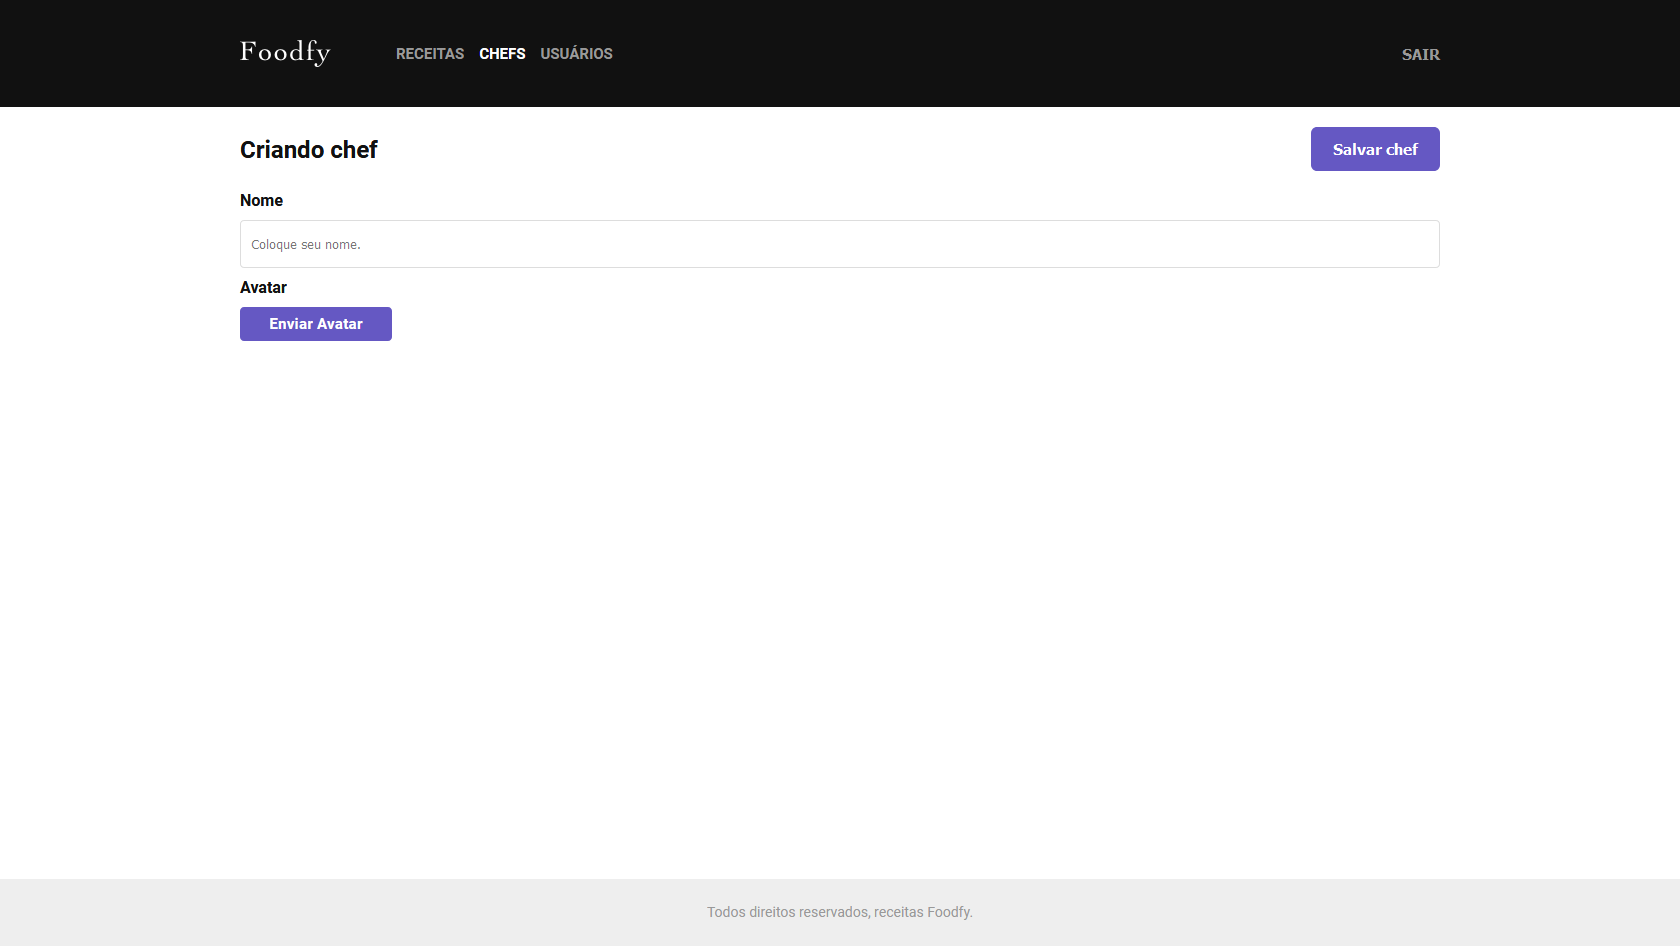 Foodfy RECEITAS CHEFS USUÁRIOS SAIR
Criando chef Salvar chef
Nome
Coloque seu nome.
Avatar
Enviar Avatar
Todos direitos reservados, receitas Foodfy.